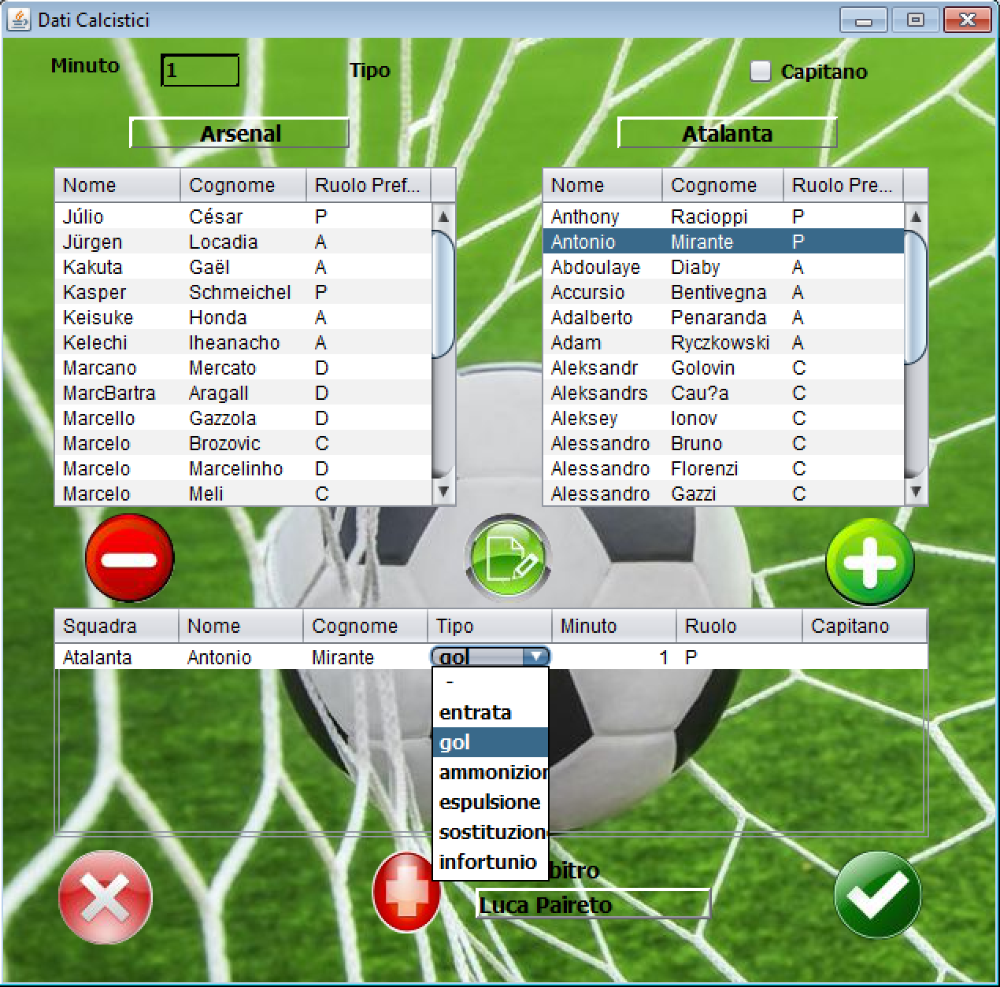 Dati Calcistici
Minuto 1 Tipo Capitano
Arsenal Atalanta
Nome Cognome Ruolo Pref...
Júlio César P
Jürgen Locadia A
Kakuta Gaël A
Kasper Schmeichel P
Keisuke Honda A
Kelechi Iheanacho A
Marcano Mercato D
MarcBartra Aragall D
Marcello Gazzola D
Marcelo Brozovic C
Marcelo Marcelinho D
Marcelo Meli C
Nome Cognome Ruolo Pre...
Anthony Racioppi P
Antonio Mirante P
Abdoulaye Diaby A
Accursio Bentivegna A
Adalberto Penaranda A
Adam Ryczkowski A
Aleksandr Golovin C
Aleksandrs Cau?a C
Aleksey Ionov C
Alessandro Bruno C
Alessandro Florenzi C
Alessandro Gazzi C
Squadra Nome Cognome Tipo Minuto Ruolo Capitano
Atalanta Antonio Mirante gol 1 P
-
entrata
gol
ammonizion
espulsione
sostituzione
infortunio
bitro
Luca Paireto